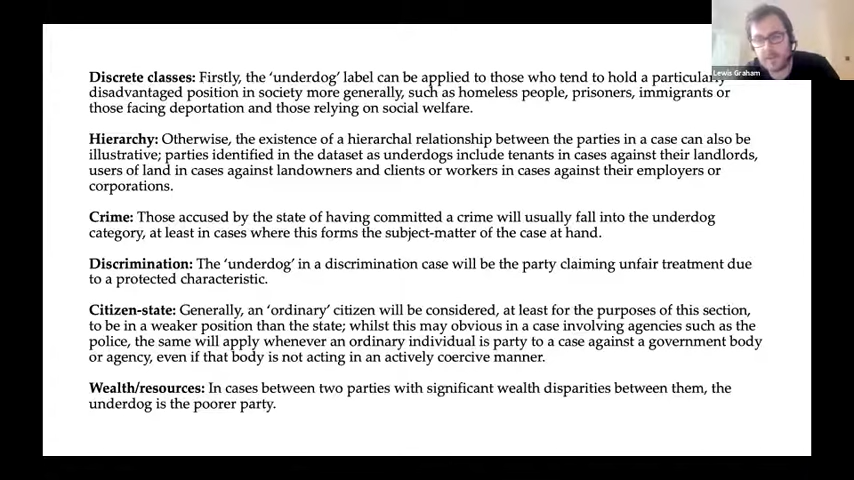 Discrete classes: Firstly, the ‘underdog’ label can be applied to those who tend to hold a particularly
disadvantaged position in society more generally, such as homeless people, prisoners, immigrants or
those facing deportation and those relying on social welfare.
Hierarchy: Otherwise, the existence of a hierarchal relationship between the parties in a case can also be
illustrative; parties identified in the dataset as underdogs include tenants in cases against their landlords,
users of land in cases against landowners and clients or workers in cases against their employers or
corporations.
Crime: Those accused by the state of having committed a crime will usually fall into the underdog
category, at least in cases where this forms the subject-matter of the case at hand.
Discrimination: The ‘underdog’ in a discrimination case will be the party claiming unfair treatment due
to a protected characteristic.
Citizen-state: Generally, an ‘ordinary’ citizen will be considered, at least for the purposes of this section,
to be in a weaker position than the state; whilst this may obvious in a case involving agencies such as the
police, the same will apply whenever an ordinary individual is party to a case against a government body
or agency, even if that body is not acting in an actively coercive manner.
Wealth/resources: In cases between two parties with significant wealth disparities between them, the
underdog is the poorer party.
Lewis Graham